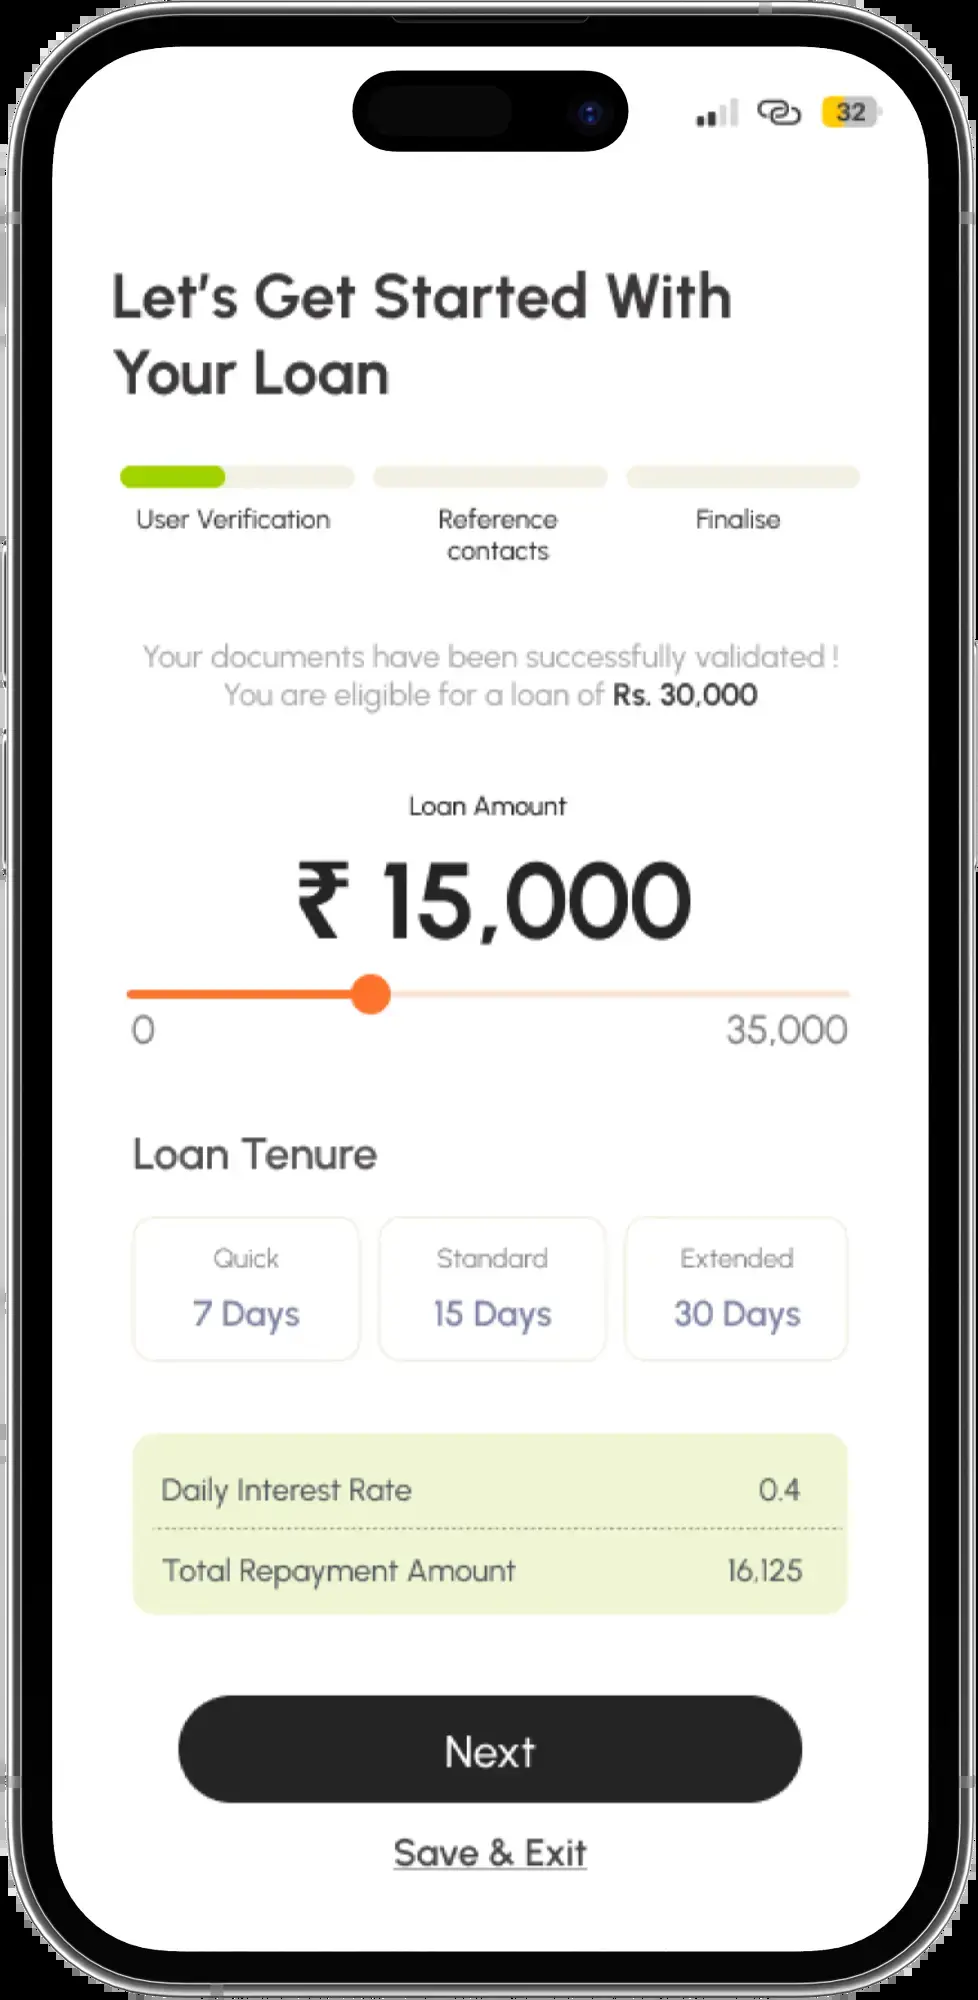 32
Let's Get Started With
Your Loan
User Verification
Reference
contacts
Finalise
Your documents have been successfully validated !
You are eligible for a loan of Rs. 30,000
Loan Amount
₹ 15,000
0
35,000
Loan Tenure
Quick
7 Days
Standard
15 Days
Extended
30 Days
Daily Interest Rate 0.4
Total Repayment Amount 16,125
Next
Save & Exit